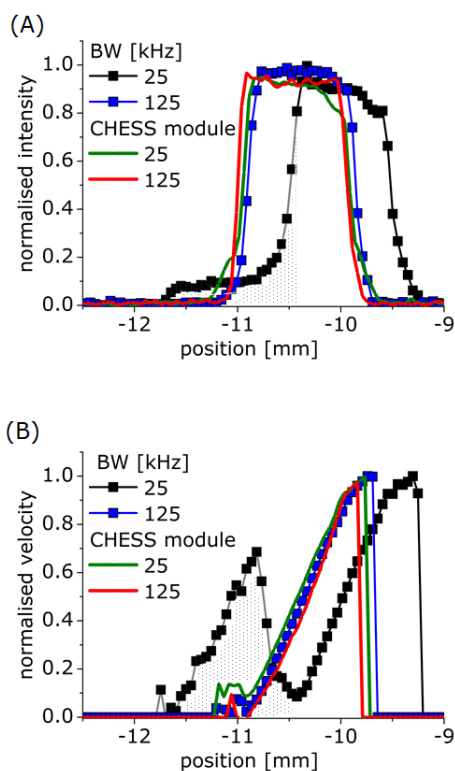 (A)
BW [kHz]
25
125
CHESS module
25
125
normalised intensity
1.0
0.8
0.6
0.4
0.2
0.0
-12 -11 -10 -9
position [mm]
(B)
BW [kHz]
25
125
CHESS module
25
125
normalised velocity
1.0
0.8
0.6
0.4
0.2
0.0
-12 -11 -10 -9
position [mm]